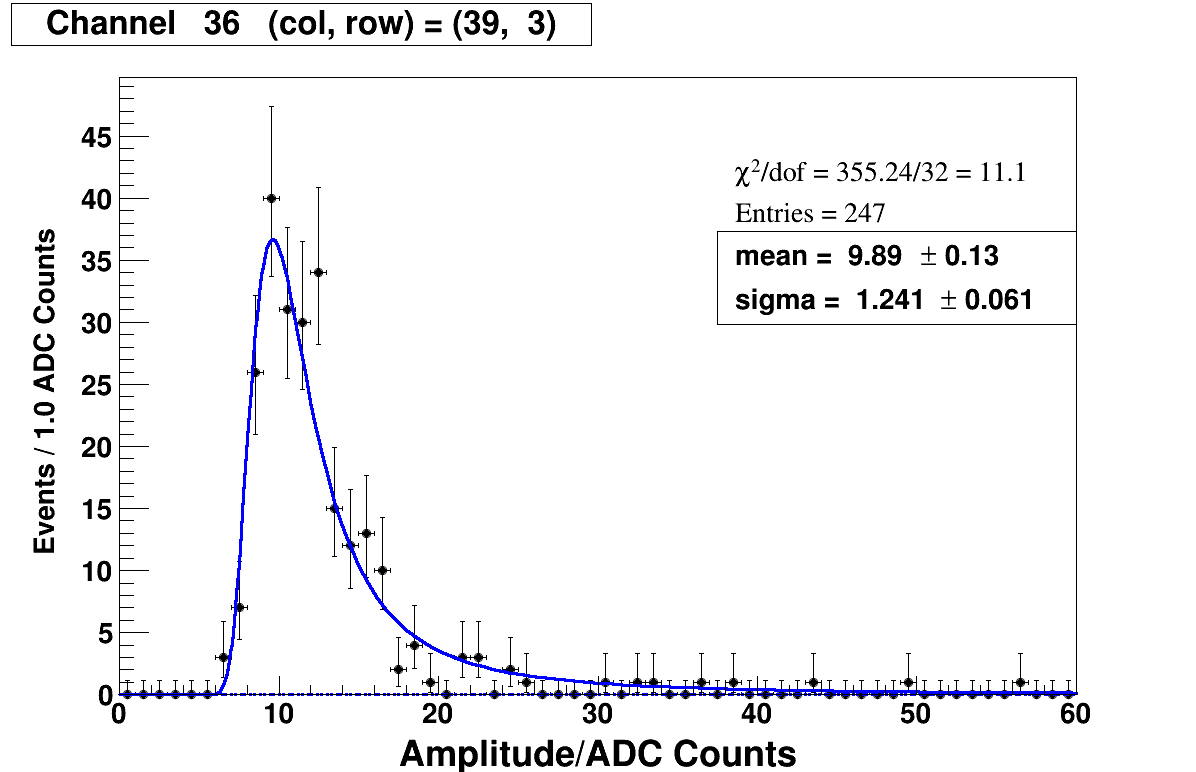 Channel 36 (col, row) = (39, 3)
χ²/dof = 355.24/32 = 11.1
Entries = 247
mean = 9.89 ± 0.13
sigma = 1.241 ± 0.061
Events / 1.0 ADC Counts
45
40
35
30
25
20
15
10
5
0
0 10 20 30 40 50 60
Amplitude/ADC Counts